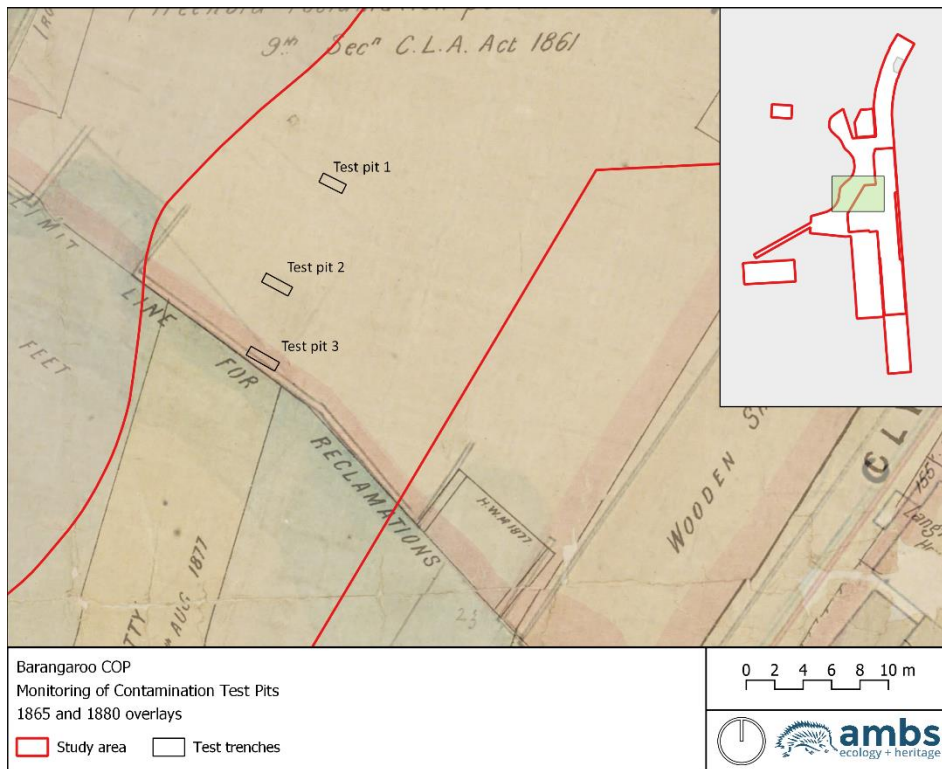 9th Secn C.L.A. Act 1861
Test pit 1
Test pit 2
Test pit 3
LIMIT LINE FOR RECLAMATIONS
FEET
AUG 1877
H.W.M 1877
WOODEN
23
155
Barangaroo COP
Monitoring of Contamination Test Pits
1865 and 1880 overlays
Study area
Test trenches
0 2 4 6 8 10 m
ambs
ecology + heritage